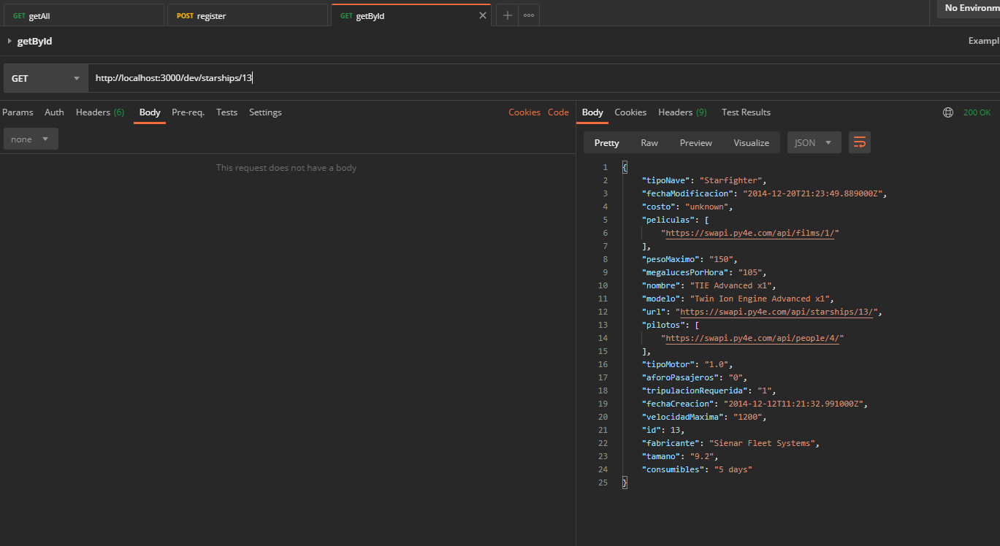 GET getAll
POST register
GET getById
No Environm
getById
Exampl
GET
http://localhost:3000/dev/starships/13
Params Auth Headers (6) Body Pre-req. Tests Settings Cookies Code
none
This request does not have a body
Body Cookies Headers (9) Test Results 200 OK
Pretty Raw Preview Visualize JSON
1 {
2 "tipoNave": "Starfighter",
3 "fechaModificacion": "2014-12-20T21:23:49.889000Z",
4 "costo": "unknown",
5 "peliculas": [
6 "https://swapi.py4e.com/api/films/1/"
7 ],
8 "pesoMaximo": "150",
9 "megalucesPorHora": "105",
10 "nombre": "TIE Advanced x1",
11 "modelo": "Twin Ion Engine Advanced x1",
12 "url": "https://swapi.py4e.com/api/starships/13/",
13 "pilotos": [
14 "https://swapi.py4e.com/api/people/4/"
15 ],
16 "tipoMotor": "1.0",
17 "aforoPasajeros": "0",
18 "tripulacionRequerida": "1",
19 "fechaCreacion": "2014-12-12T11:21:32.991000Z",
20 "velocidadMaxima": "1200",
21 "id": 13,
22 "fabricante": "Sienar Fleet Systems",
23 "tamano": "9.2",
24 "consumibles": "5 days"
25 }